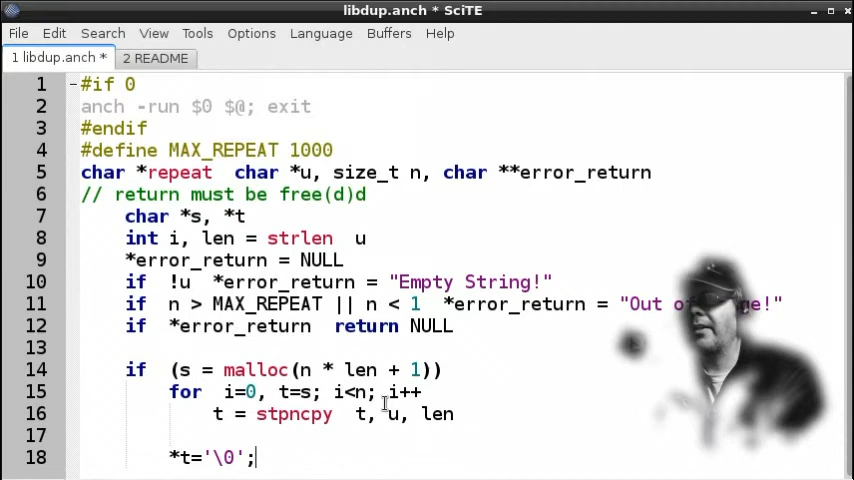 libdup.anch * SciTE
File Edit Search View Tools Options Language Buffers Help
1 libdup.anch * 2 README
1 #if 0
2 anch -run $0 $@; exit
3 #endif
4 #define MAX_REPEAT 1000
5 char *repeat  char *u, size_t n, char **error_return
6 // return must be free(d)d
7 char *s, *t
8 int i, len = strlen  u
9 *error_return = NULL
10 if  !u  *error_return = "Empty String!"
11 if  n > MAX_REPEAT || n < 1  *error_return = "Out of
12 if  *error_return  return NULL
13
14 if  (s = malloc(n * len + 1))
15 for  i=0, t=s; i<n; i++
16 t = stpncpy  t, u, len
17
18 *t='\0';